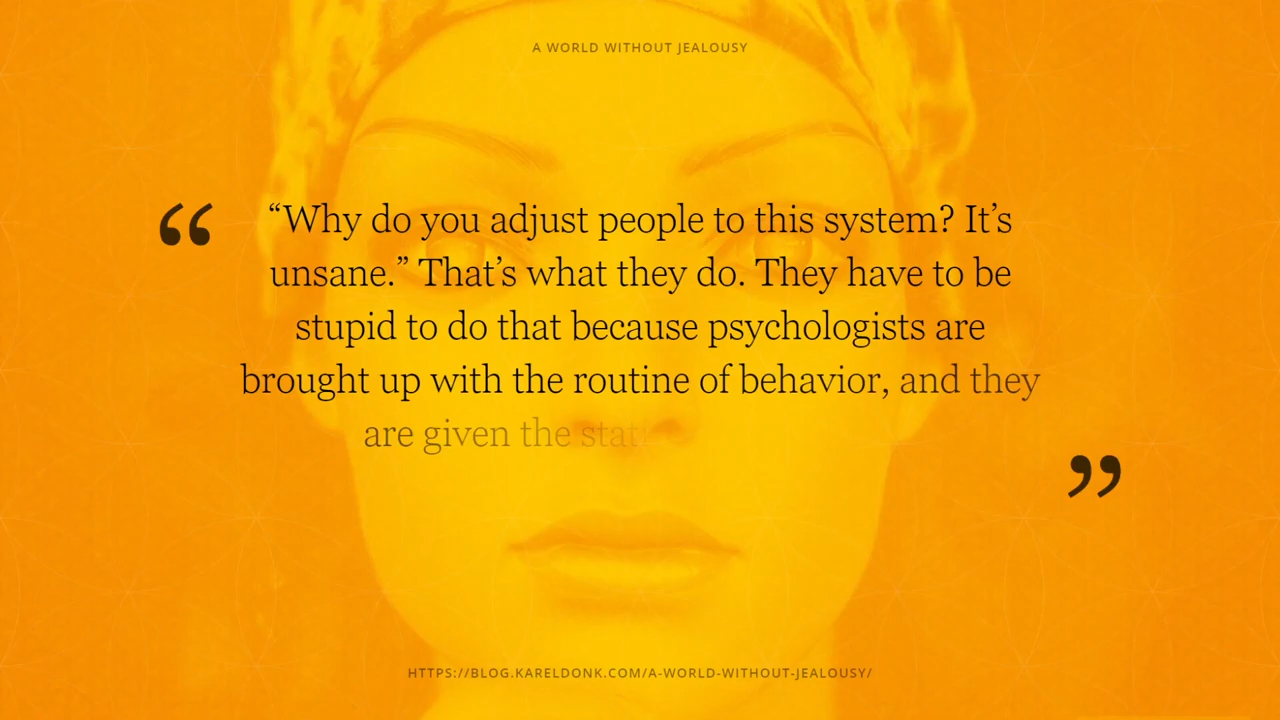 A WORLD WITHOUT JEALOUSY
“
“Why do you adjust people to this system? It’s
unsane.” That’s what they do. They have to be
stupid to do that because psychologists are
brought up with the routine of behavior, and they
are given the
”
HTTPS://BLOG.KARELDONK.COM/A-WORLD-WITHOUT-JEALOUSY/